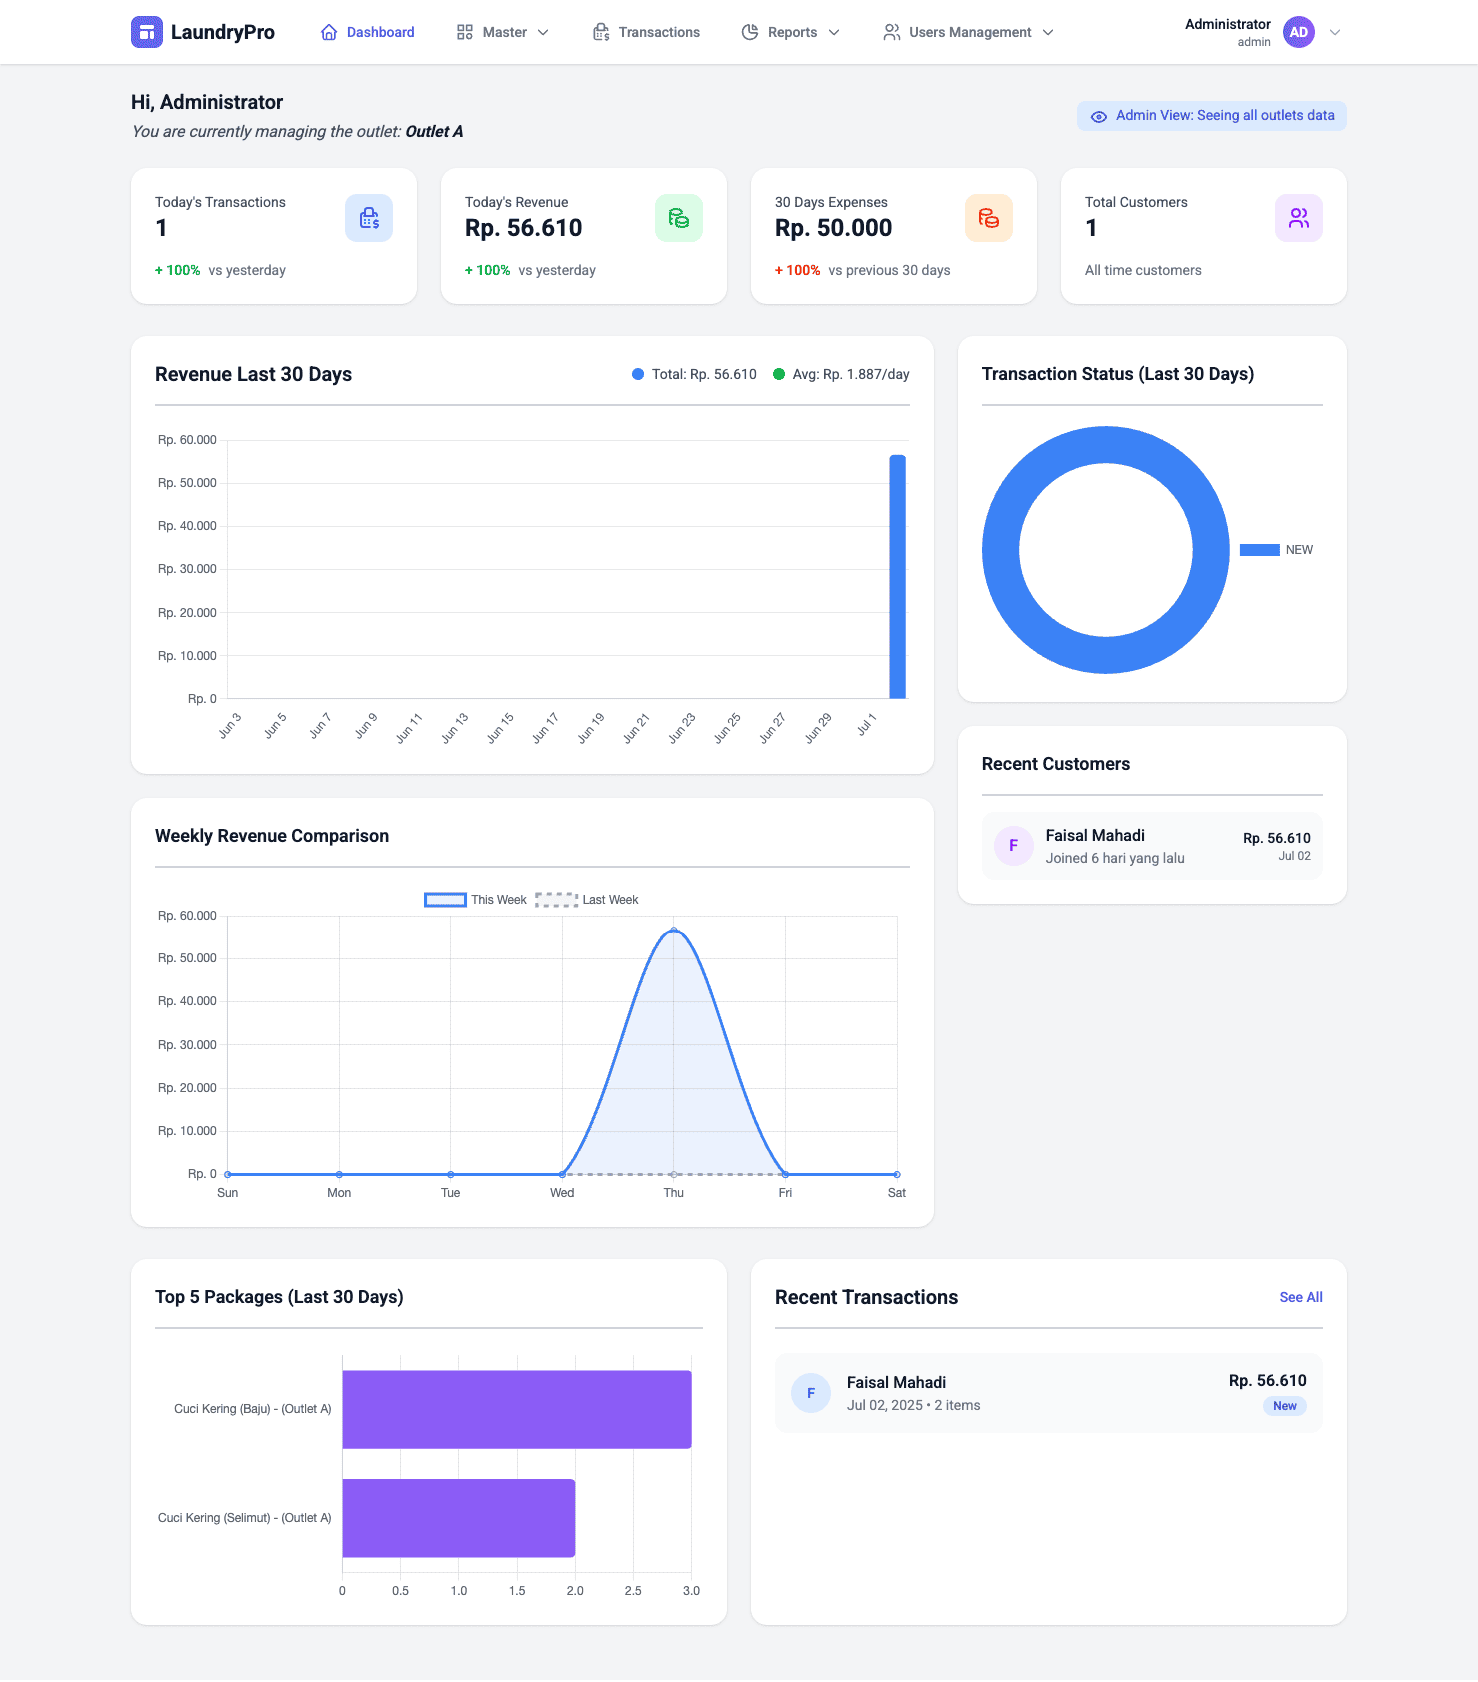 LaundryPro
Dashboard
Master
Transactions
Reports
Users Management
Administrator
admin
AD
Hi, Administrator
You are currently managing the outlet: Outlet A
Admin View: Seeing all outlets data
Today's Transactions
1
+ 100% vs yesterday
Today's Revenue
Rp. 56.610
+ 100% vs yesterday
30 Days Expenses
Rp. 50.000
+ 100% vs previous 30 days
Total Customers
1
All time customers
Revenue Last 30 Days
Total: Rp. 56.610
Avg: Rp. 1.887/day
Rp. 60.000
Rp. 50.000
Rp. 40.000
Rp. 30.000
Rp. 20.000
Rp. 10.000
Rp. 0
Jun 3
Jun 5
Jun 7
Jun 9
Jun 11
Jun 13
Jun 15
Jun 17
Jun 19
Jun 21
Jun 23
Jun 25
Jun 27
Jun 29
Jul 1
Transaction Status (Last 30 Days)
NEW
Recent Customers
F
Faisal Mahadi
Joined 6 hari yang lalu
Rp. 56.610
Jul 02
Weekly Revenue Comparison
This Week
Last Week
Rp. 60.000
Rp. 50.000
Rp. 40.000
Rp. 30.000
Rp. 20.000
Rp. 10.000
Rp. 0
Sun
Mon
Tue
Wed
Thu
Fri
Sat
Top 5 Packages (Last 30 Days)
Cuci Kering (Baju) - (Outlet A)
Cuci Kering (Selimut) - (Outlet A)
0
0.5
1.0
1.5
2.0
2.5
3.0
Recent Transactions
See All
F
Faisal Mahadi
Jul 02, 2025 • 2 items
Rp. 56.610
New